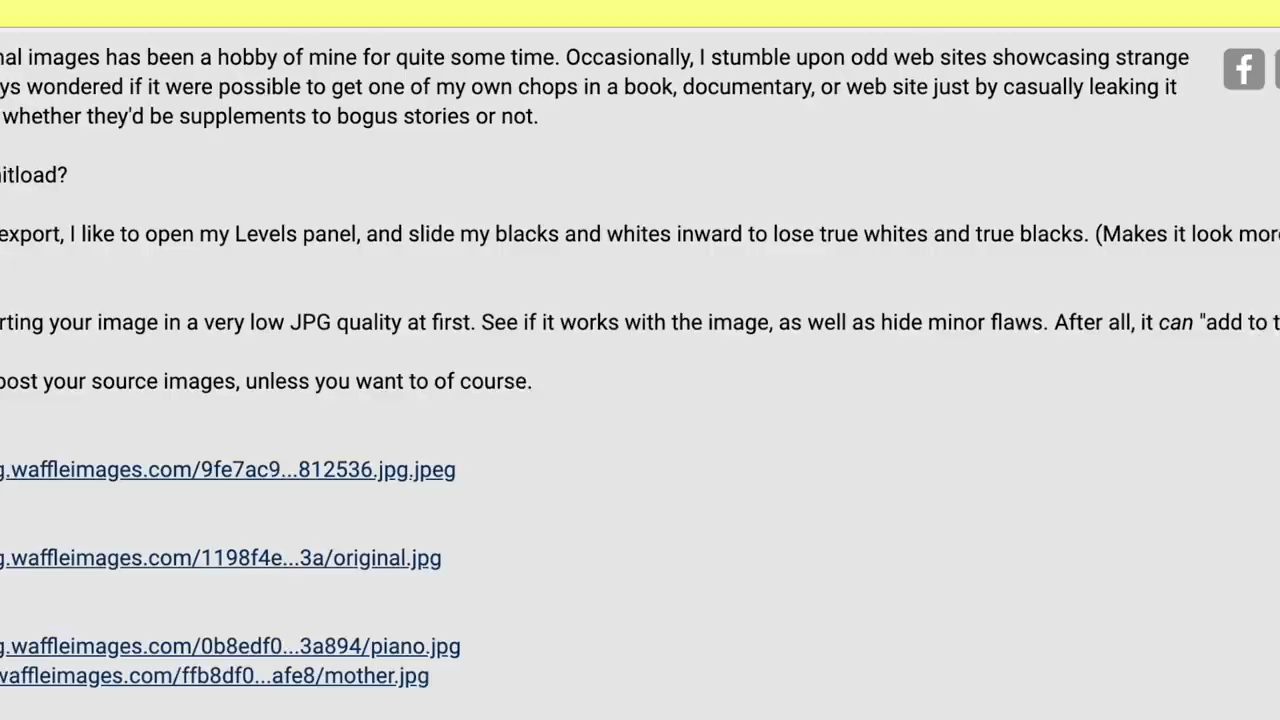 nal images has been a hobby of mine for quite some time. Occasionally, I stumble upon odd web sites showcasing strange
ys wondered if it were possible to get one of my own chops in a book, documentary, or web site just by casually leaking it
whether they'd be supplements to bogus stories or not.
itload?
export, I like to open my Levels panel, and slide my blacks and whites inward to lose true whites and true blacks. (Makes it look more
rting your image in a very low JPG quality at first. See if it works with the image, as well as hide minor flaws. After all, it can "add to t
post your source images, unless you want to of course.
g.waffleimages.com/9fe7ac9...812536.jpg.jpeg
g.waffleimages.com/1198f4e...3a/original.jpg
g.waffleimages.com/0b8edf0...3a894/piano.jpg
waffleimages.com/ffb8df0...afe8/mother.jpg